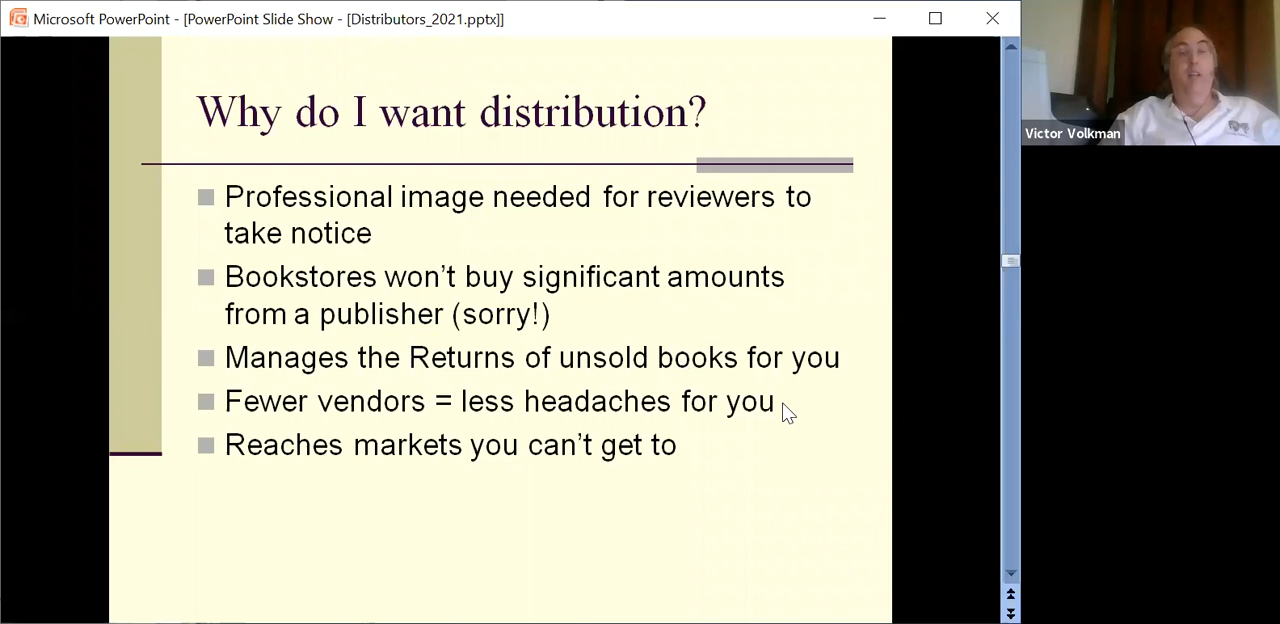 Microsoft PowerPoint - [PowerPoint Slide Show - [Distributors_2021.pptx]]
Why do I want distribution?
Professional image needed for reviewers to
take notice
Bookstores won’t buy significant amounts
from a publisher (sorry!)
Manages the Returns of unsold books for you
Fewer vendors = less headaches for you
Reaches markets you can’t get to
Victor Volkman